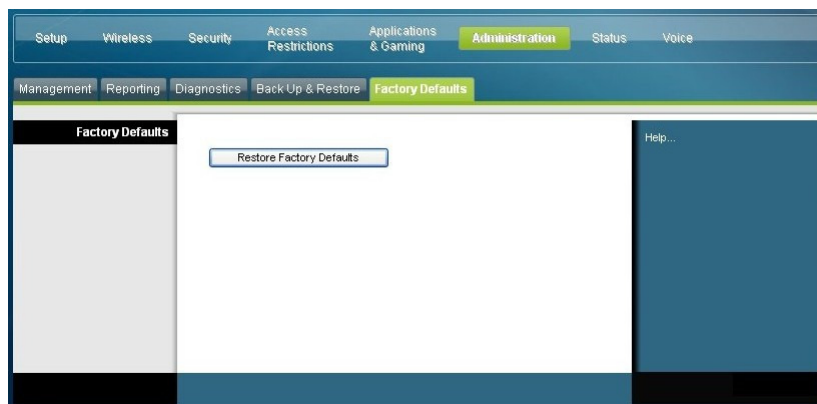 Setup Wireless Security Access Restrictions Applications & Gaming Administration Status Voice
Management Reporting Diagnostics Back Up & Restore Factory Defaults
Factory Defaults
Restore Factory Defaults
Help...